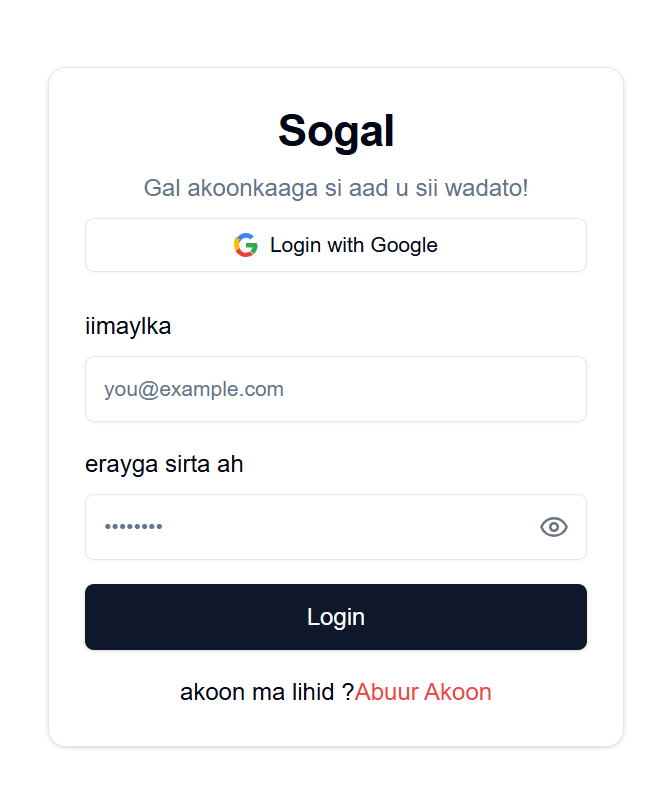 Sogal
Gal akoonkaaga si aad u sii wadato!
Login with Google
iimaylka
you@example.com
erayga sirta ah
••••••••
Login
akoon ma lihid ?Abuur Akoon